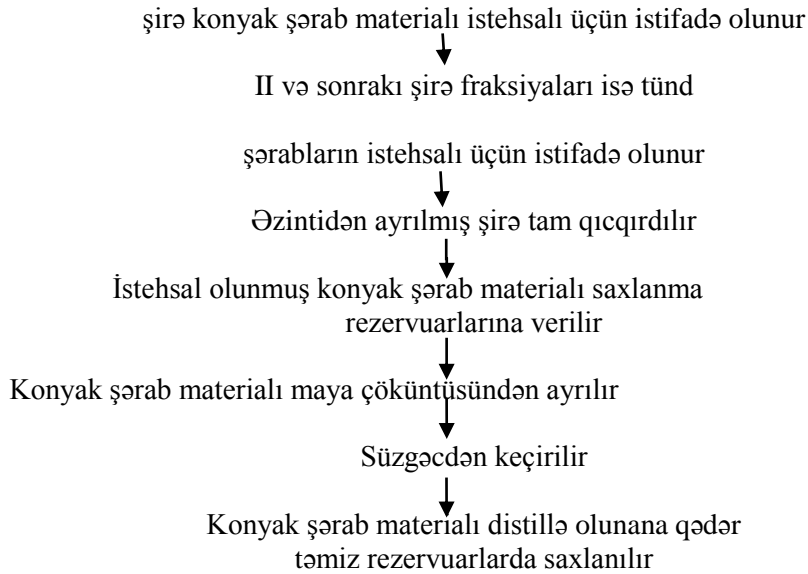 şirə konyak şərab materialı istehsalı üçün istifadə olunur
II və sonrakı şirə fraksiyaları isə tünd
şərabların istehsalı üçün istifadə olunur
Əzintidən ayrılmış şirə tam qıcqırdılır
İstehsal olunmuş konyak şərab materialı saxlanma
rezervuarlarına verilir
Konyak şərab materialı maya çöküntüsündən ayrılır
Süzgəcdən keçirilir
Konyak şərab materialı distillə olunana qədər
təmiz rezervuarlarda saxlanılır